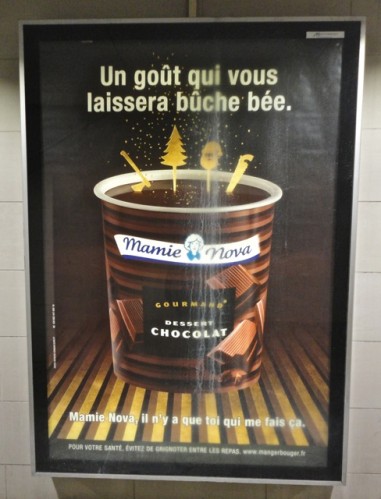 Un goût qui vous
laissera bûche bée.
Mamie Nova
GOURMAND
DESSERT
CHOCOLAT
Mamie Nova, il n'y a que toi qui me fais ça.
POUR VOTRE SANTÉ, ÉVITEZ DE GRIGNOTER ENTRE LES REPAS. www.mangerbouger.fr